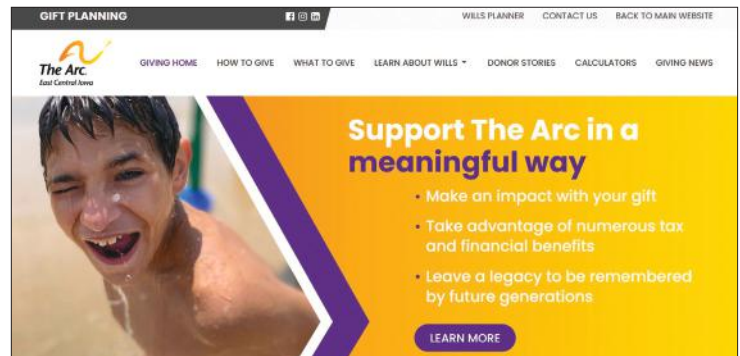 GIFT PLANNING
WILLS PLANNER CONTACT US BACK TO MAIN WEBSITE
The Arc.
East Central Iowa
GIVING HOME HOW TO GIVE WHAT TO GIVE LEARN ABOUT WILLS DONOR STORIES CALCULATORS GIVING NEWS
Support The Arc in a
meaningful way
• Make an impact with your gift
• Take advantage of numerous tax
and financial benefits
• Leave a legacy to be remembered
by future generations
LEARN MORE